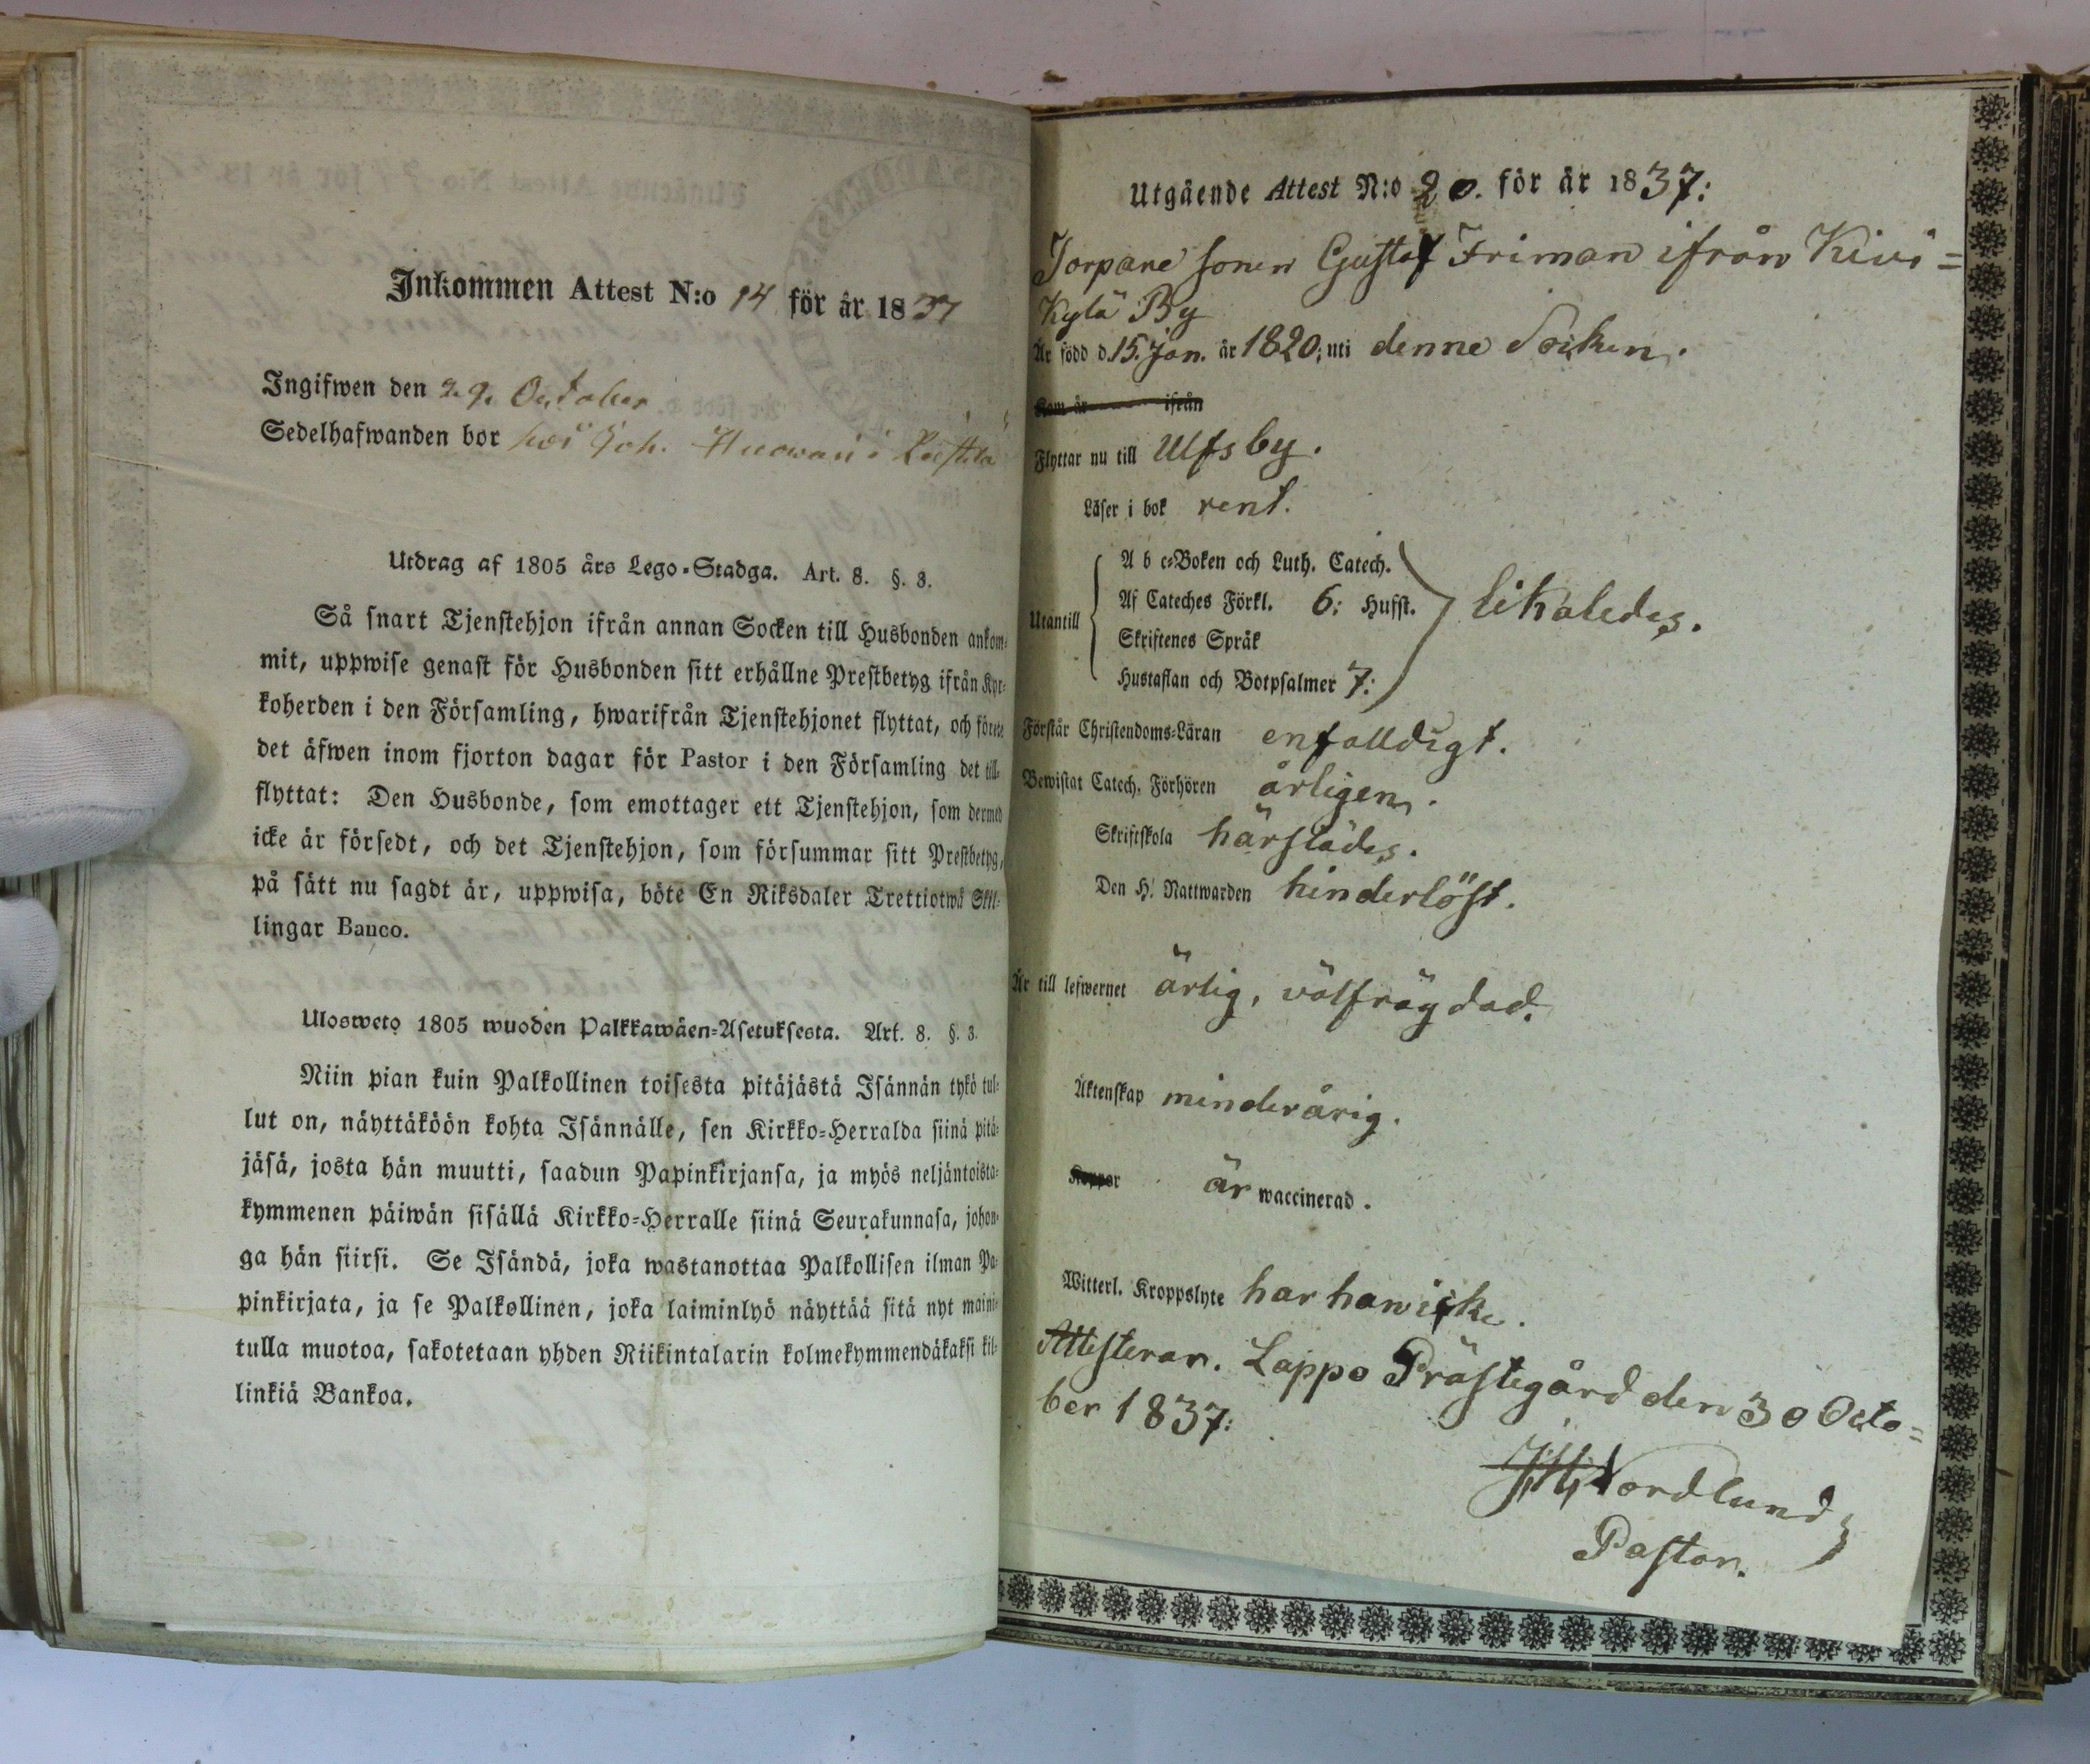 Inkommen Attest N:o 14 för år 1837
Ingifwen den 29. October
Sedelhafwanden bor hos Joh.
Utdrag af 1805 års Lego-Stadga. Art. 8. §. 3.
Så snart Tjenstehjon ifrån annan Socken till Husbonden ankom-
mit, uppwise genast för Husbonden sitt erhållne Prestbetyg ifrån Kyr-
koherden i den Församling, hwarifrån Tjenstehjonet flyttat, och förete
det äfwen inom fjorton dagar för Pastor i den Församling det till-
flyttat: Den Husbonde, som emottager ett Tjenstehjon, som dermed
icke är försedt, och det Tjenstehjon, som försummar sitt Prestbetyg,
på sätt nu sagdt är, uppwisa, böte En Riksdaler Trettiotwå Skil-
lingar Banco.
Ulosweto 1805 wuoden Palkkawäen-Asetuksesta. Art. 8. §. 3.
Niin pian kuin Palkollinen toisesta pitäjästä Isännän tykö tul-
lut on, näyttäköön kohta Isännälle, sen Kirkko-Herralda siinä pitä-
jäsä, josta hän muutti, saadun Papinkirjansa, ja myös neljäntoista-
kymmenen päiwän sisällä Kirkko-Herralle siinä Seurakunnasa, johon-
ga hän siirsi. Se Isändä, joka wastanottaa Palkollisen ilman Pa-
pinkirjata, ja se Palkollinen, joka laiminlyö näyttää sitä nyt maini-
tulla muotoa, sakotetaan yhden Riikintalarin kolmekymmendäkaksi kil-
linkiä Bankoa.
Utgående Attest N:o 20. för år 1837:
Torpare sonen Gustaf Friman ifrån Kivi=
Kylä By
Är född d. 15. Jan. år 1820; uti denne Socken.
Kom år ifrån
Flyttar nu till Ulfsby.
Läser i bok rent.
Utantill
A b c-Boken och Luth. Catech.
Af Cateches Förkl. 6: Hufst.
Skriftenes Språk
Hustaflan och Botpsalmer 7:
likaledes.
Förstår Christendoms-Läran enfalldigt.
Bewistat Catech. Förhören årligen.
Skriftskola härstädes.
Den H. Nattwarden hinderlöst.
Är till lefwernet ärlig, välfrägdad.
Äktenskap minderårig.
Koppor är waccinerad.
Witterl. Kroppslyte har han icke.
Attesterar. Lappo Prästegård den 30 Octo=
ber 1837:
Nordlund
Pastor.